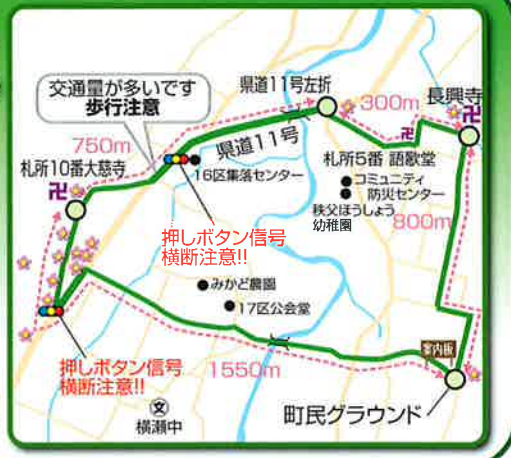 交通量が多いです
歩行注意
県道11号左折
300m
長興寺
750m
県道11号
札所10番大慈寺
16区集落センター
札所5番 語歌堂
コミュニティ
防災センター
秩父ほうしょう
幼稚園
800m
押しボタン信号
横断注意!!
みかど農園
17区公会堂
案内板
押しボタン信号
横断注意!!
1550m
町民グラウンド
文
横瀬中